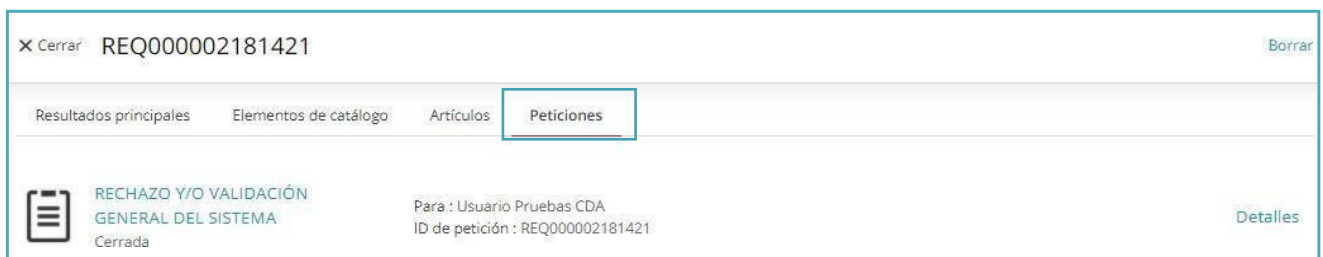 ✕ Cerrar REQ000002181421 Borrar
Resultados principales Elementos de catálogo Artículos Peticiones
RECHAZO Y/O VALIDACIÓN
GENERAL DEL SISTEMA
Cerrada
Para : Usuario Pruebas CDA
ID de petición : REQ000002181421
Detalles